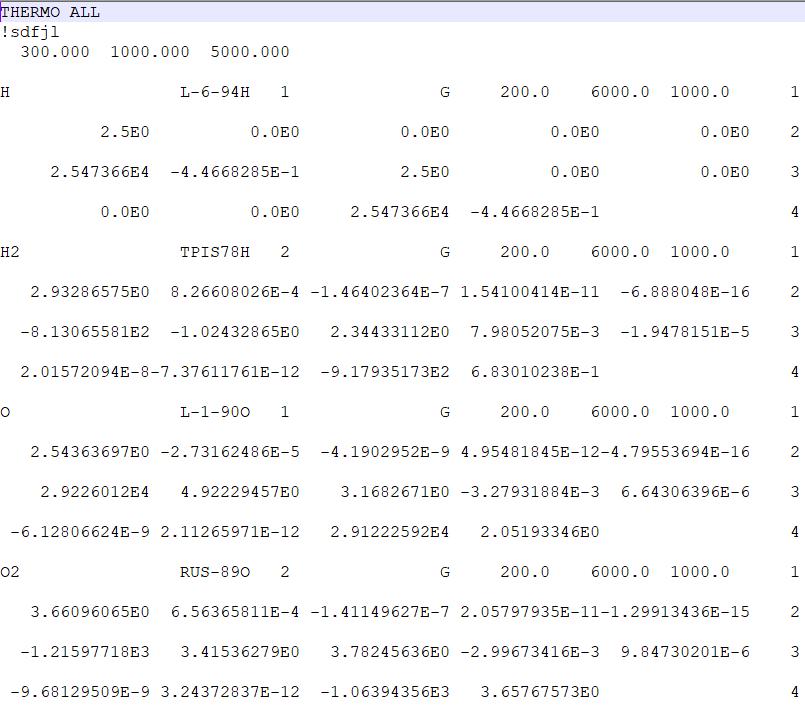 THERMO ALL
!sdfjl
  300.000  1000.000  5000.000
H                 L-6-94H   1               G     200.0    6000.0  1000.0      1
          2.5E0          0.0E0          0.0E0          0.0E0          0.0E0    2
     2.547366E4  -4.4668285E-1          2.5E0          0.0E0          0.0E0    3
          0.0E0          0.0E0     2.547366E4  -4.4668285E-1                   4
H2                TPIS78H   2               G     200.0    6000.0  1000.0      1
   2.93286575E0  8.26608026E-4 -1.46402364E-7 1.54100414E-11  -6.888048E-16    2
  -8.13065581E2  -1.02432865E0   2.34433112E0  7.98052075E-3  -1.9478151E-5    3
  2.01572094E-8-7.37611761E-12  -9.17935173E2  6.83010238E-1                   4
O                 L-1-90O   1               G     200.0    6000.0  1000.0      1
   2.54363697E0 -2.73162486E-5  -4.1902952E-9 4.95481845E-12-4.79553694E-16    2
    2.9226012E4   4.92229457E0    3.1682671E0 -3.27931884E-3  6.64306396E-6    3
 -6.12806624E-9 2.11265971E-12   2.91222592E4   2.05193346E0                   4
O2                RUS-89O   2               G     200.0    6000.0  1000.0      1
   3.66096065E0  6.56365811E-4 -1.41149627E-7 2.05797935E-11-1.29913436E-15    2
  -1.21597718E3   3.41536279E0   3.78245636E0 -2.99673416E-3  9.84730201E-6    3
 -9.68129509E-9 3.24372837E-12  -1.06394356E3   3.65767573E0                   4